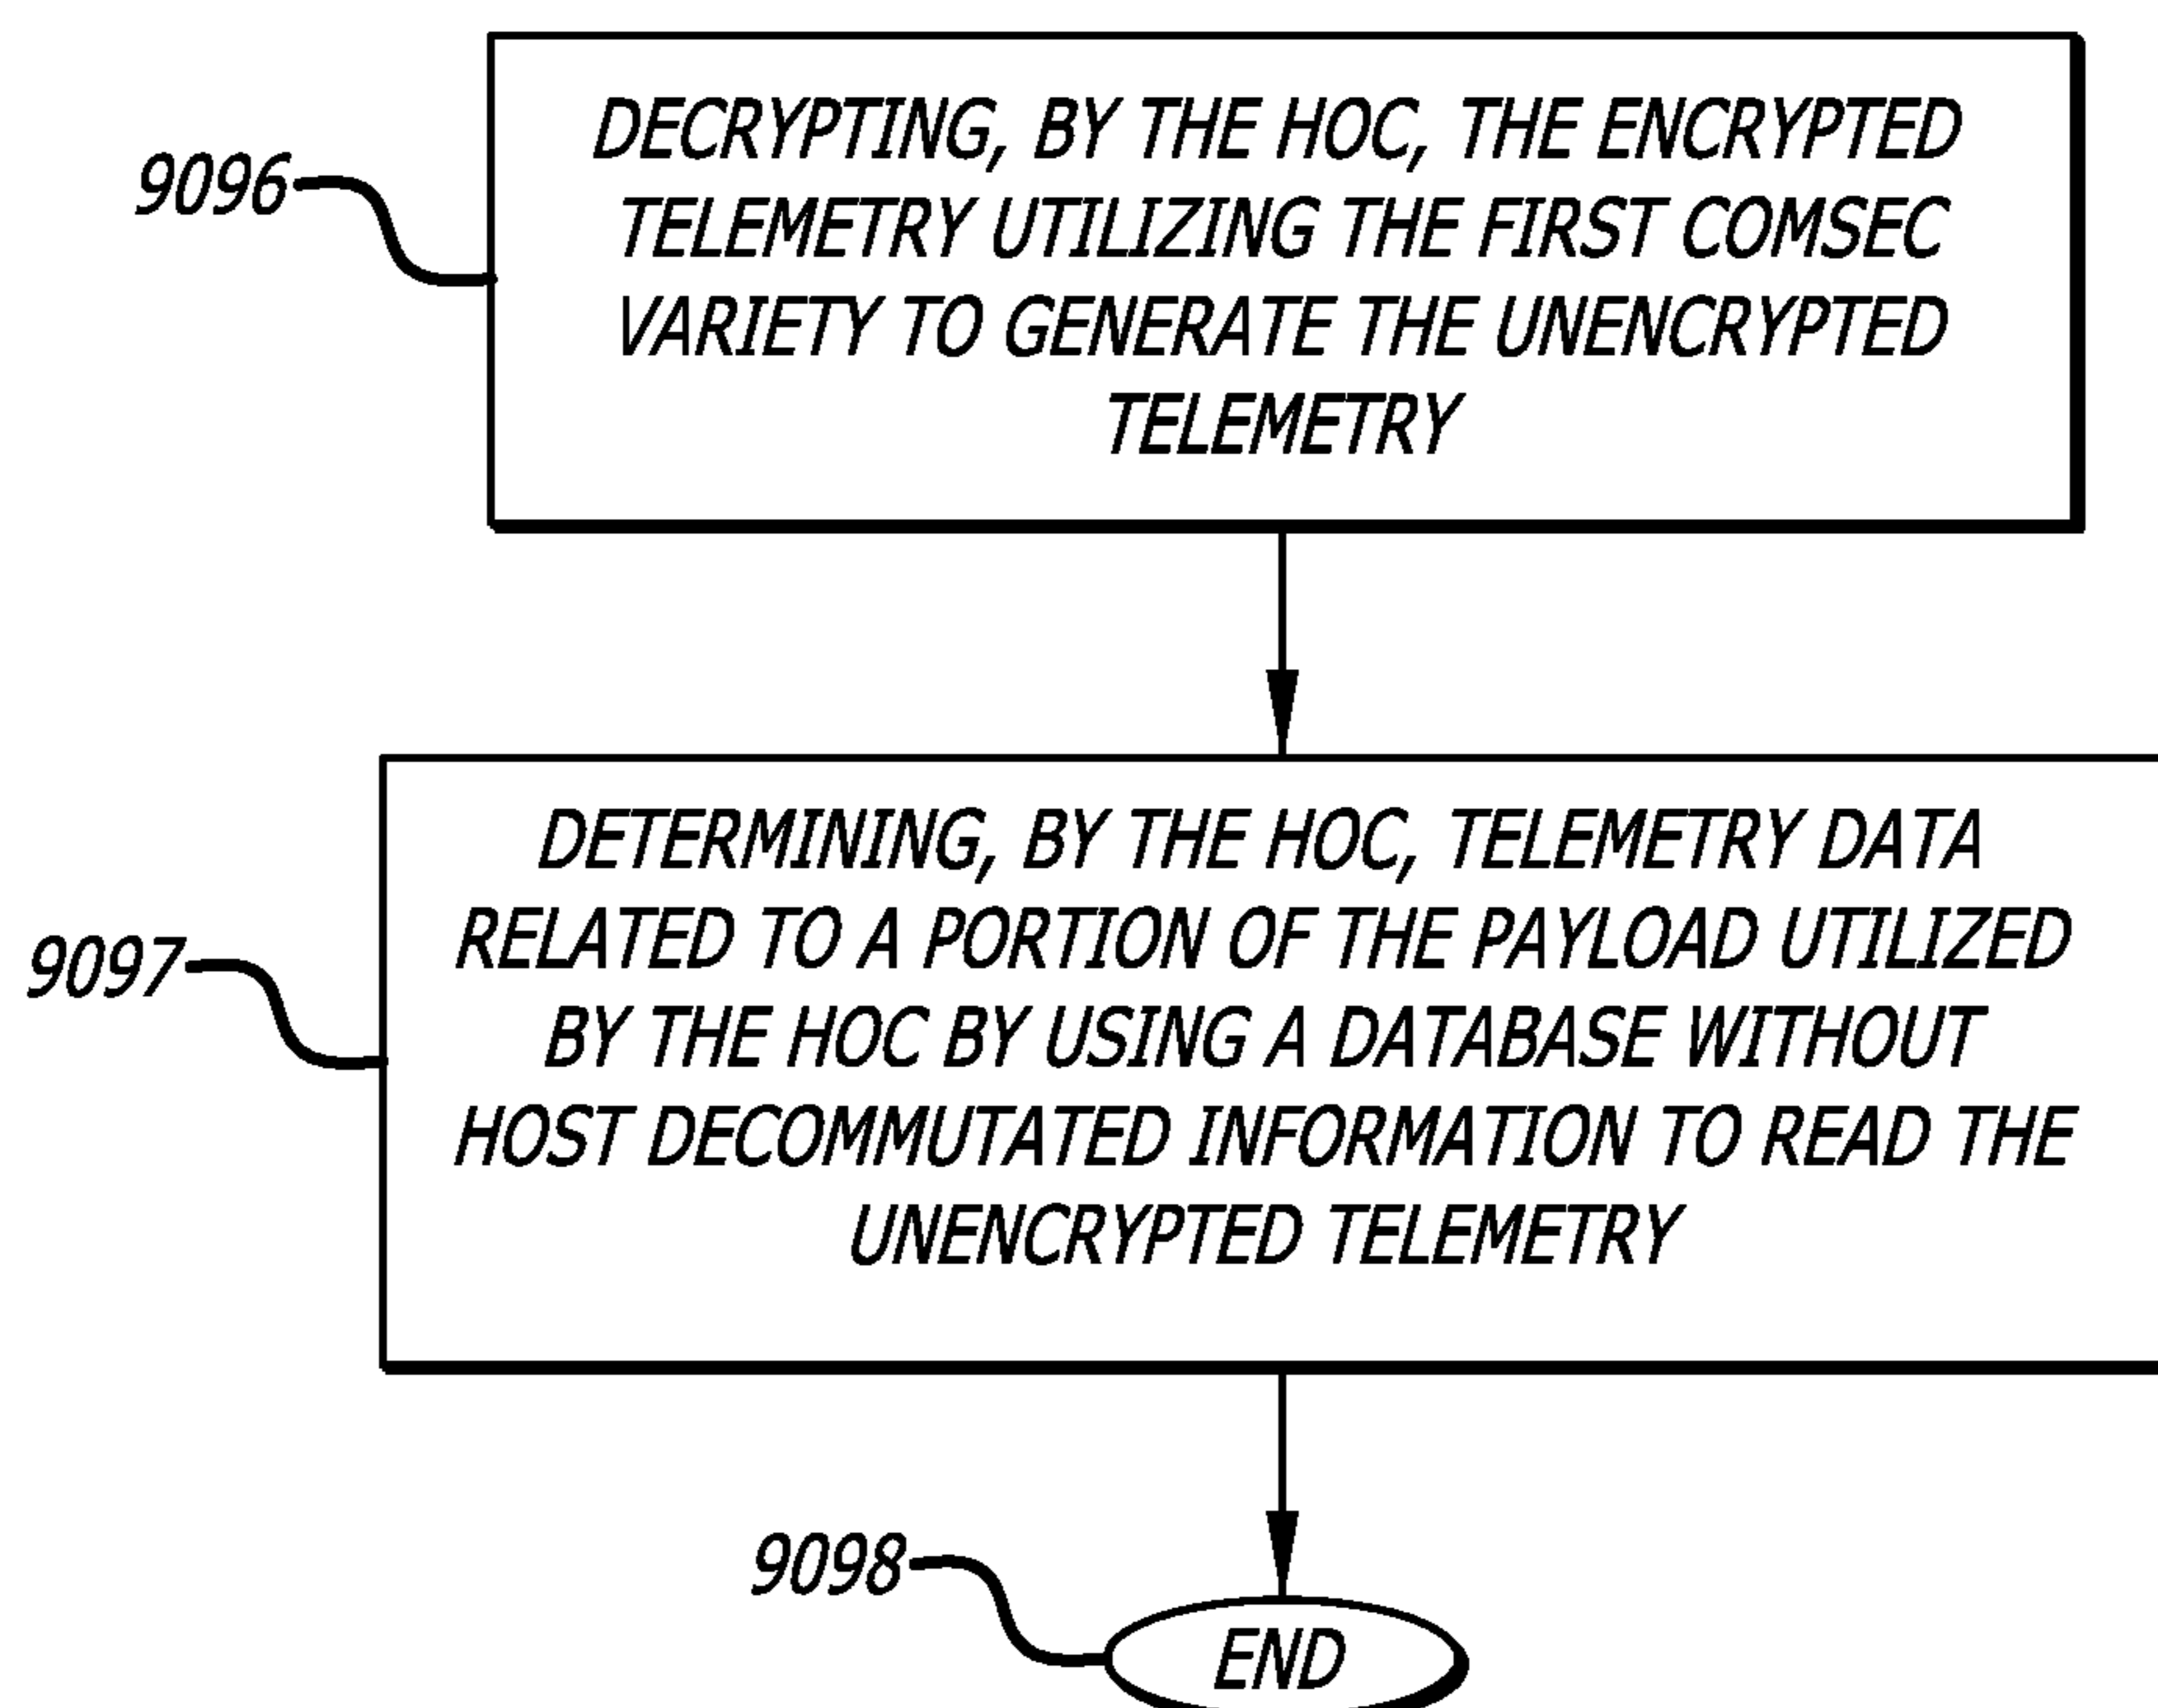 9096
DECRYPTING, BY THE HOC, THE ENCRYPTED
TELEMETRY UTILIZING THE FIRST COMSEC
VARIETY TO GENERATE THE UNENCRYPTED
TELEMETRY
9097
DETERMINING, BY THE HOC, TELEMETRY DATA
RELATED TO A PORTION OF THE PAYLOAD UTILIZED
BY THE HOC BY USING A DATABASE WITHOUT
HOST DECOMMUTATED INFORMATION TO READ THE
UNENCRYPTED TELEMETRY
9098
END